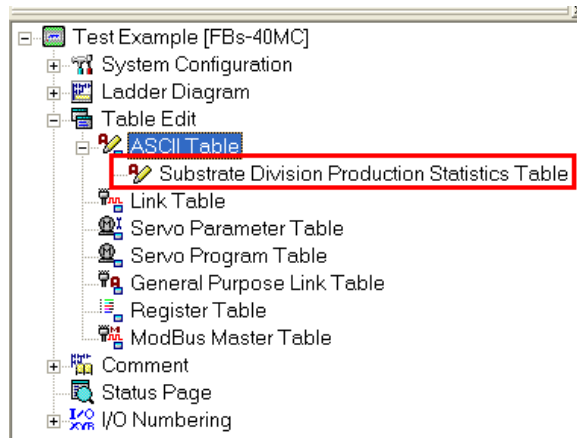 Test Example [FBs-40MC]
System Configuration
Ladder Diagram
Table Edit
ASCII Table
Substrate Division Production Statistics Table
Link Table
Servo Parameter Table
Servo Program Table
General Purpose Link Table
Register Table
ModBus Master Table
Comment
Status Page
I/O Numbering